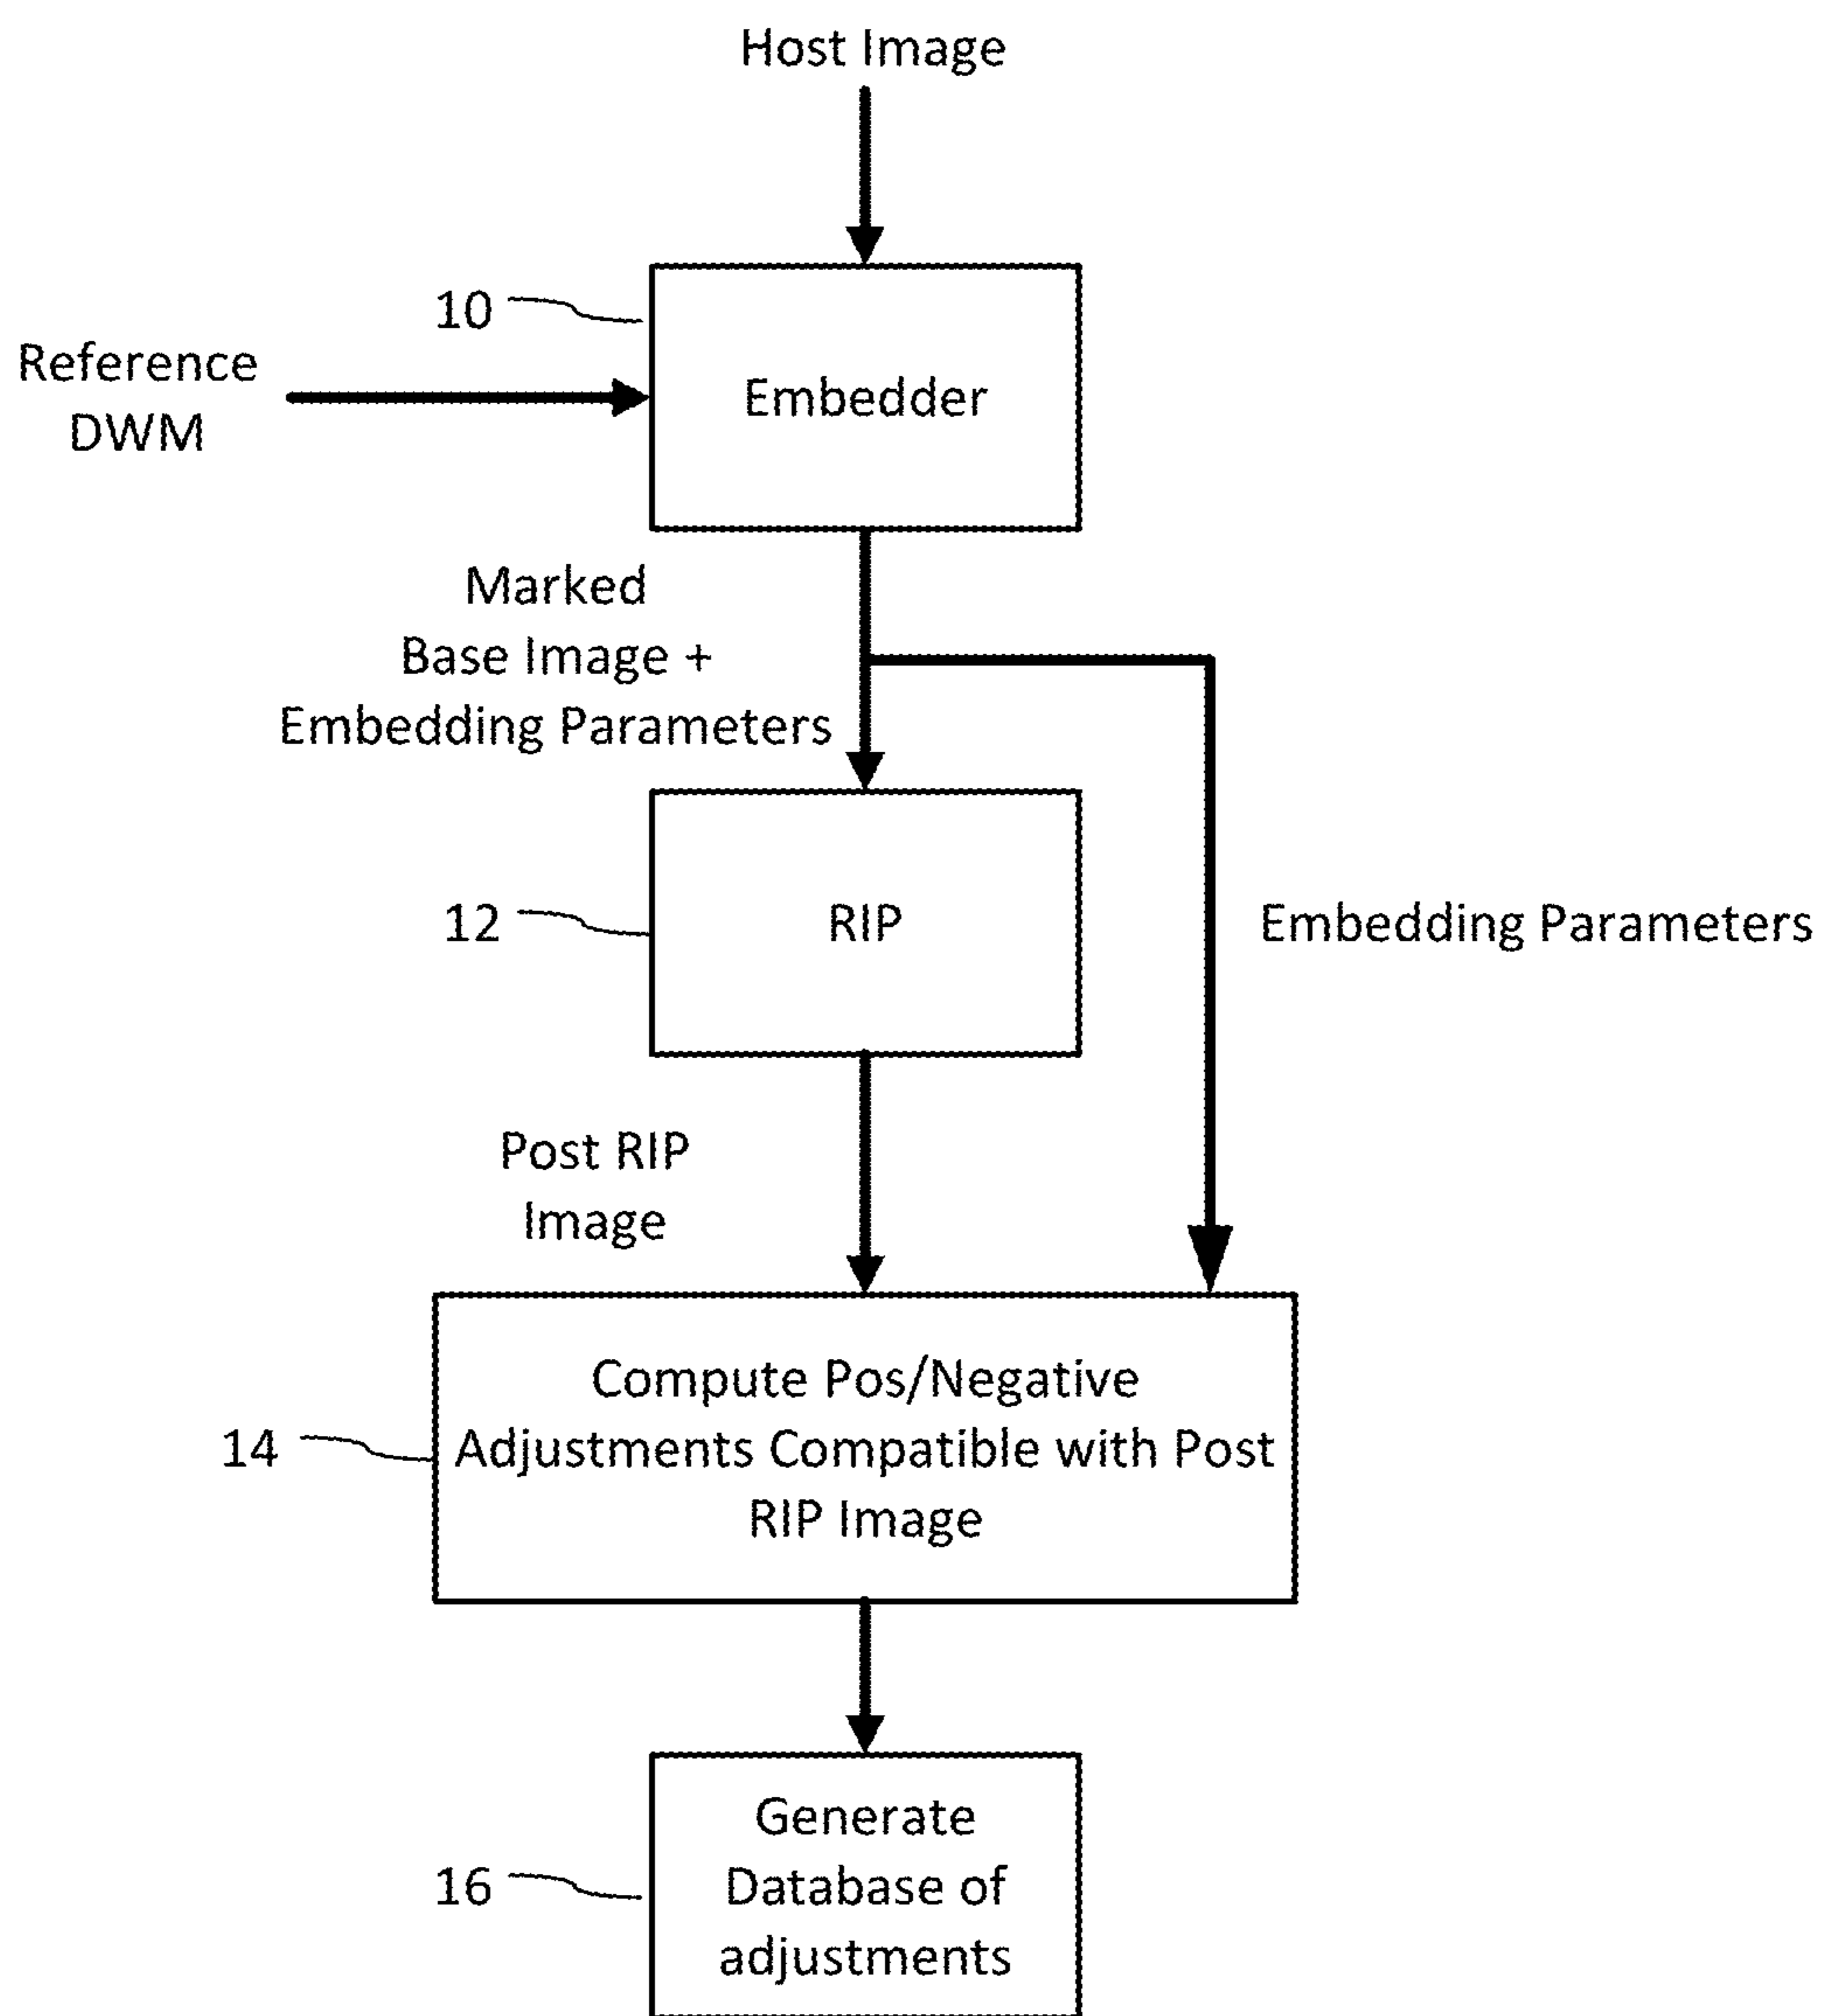 Host Image
10
Reference
DWM
Embedder
Marked
Base Image +
Embedding Parameters
12
RIP
Embedding Parameters
Post RIP
Image
Compute Pos/Negative
14
Adjustments Compatible with Post
RIP Image
Generate
16
Database of
adjustments